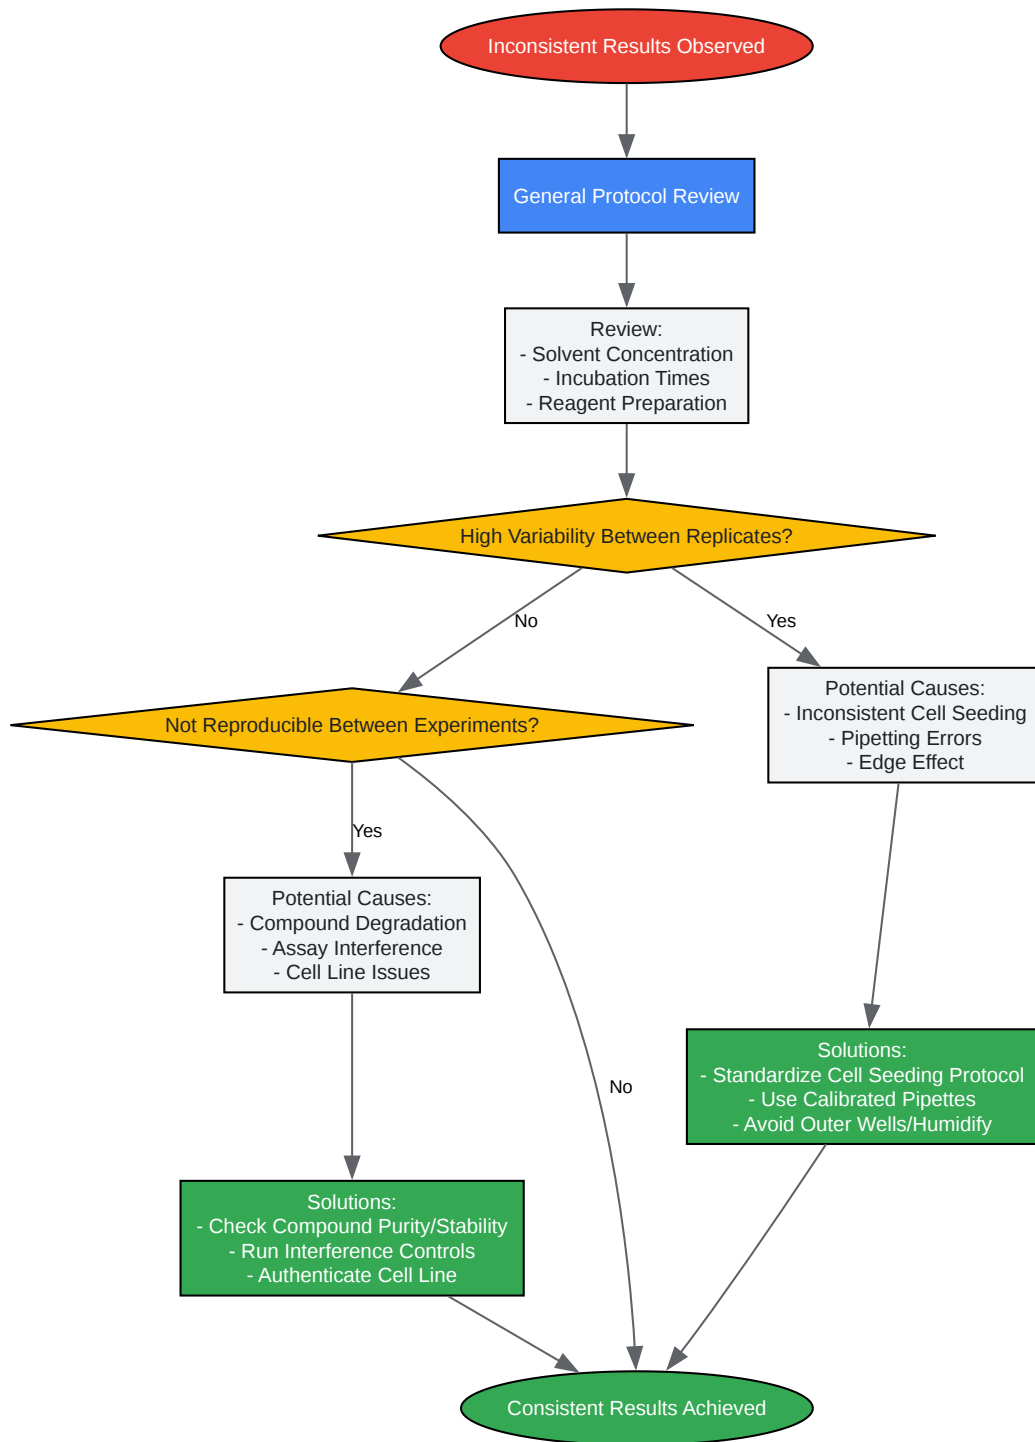 Inconsistent Results Observed
General Protocol Review
Review:
- Solvent Concentration
- Incubation Times
- Reagent Preparation
High Variability Between Replicates?
No
Yes
Potential Causes:
- Inconsistent Cell Seeding
- Pipetting Errors
- Edge Effect
Not Reproducible Between Experiments?
Yes
Potential Causes:
- Compound Degradation
- Assay Interference
- Cell Line Issues
No
Solutions:
- Standardize Cell Seeding Protocol
- Use Calibrated Pipettes
- Avoid Outer Wells/Humidify
Solutions:
- Check Compound Purity/Stability
- Run Interference Controls
- Authenticate Cell Line
Consistent Results Achieved